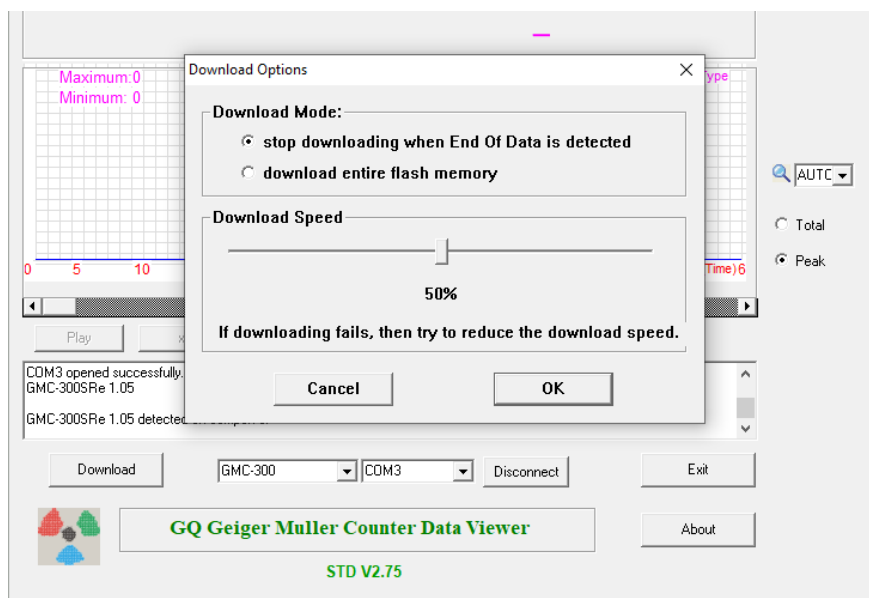 Download Options
Maximum:0
Minimum: 0
ype
Download Mode:
stop downloading when End Of Data is detected
download entire flash memory
Download Speed
50%
If downloading fails, then try to reduce the download speed.
Cancel
OK
AUTC
Total
Peak
0 5 10
Time)6
Play
x
COM3 opened successfully.
GMC-300SRe 1.05
GMC-300SRe 1.05 detected
Download
GMC-300
COM3
Disconnect
Exit
GQ Geiger Muller Counter Data Viewer
About
STD V2.75